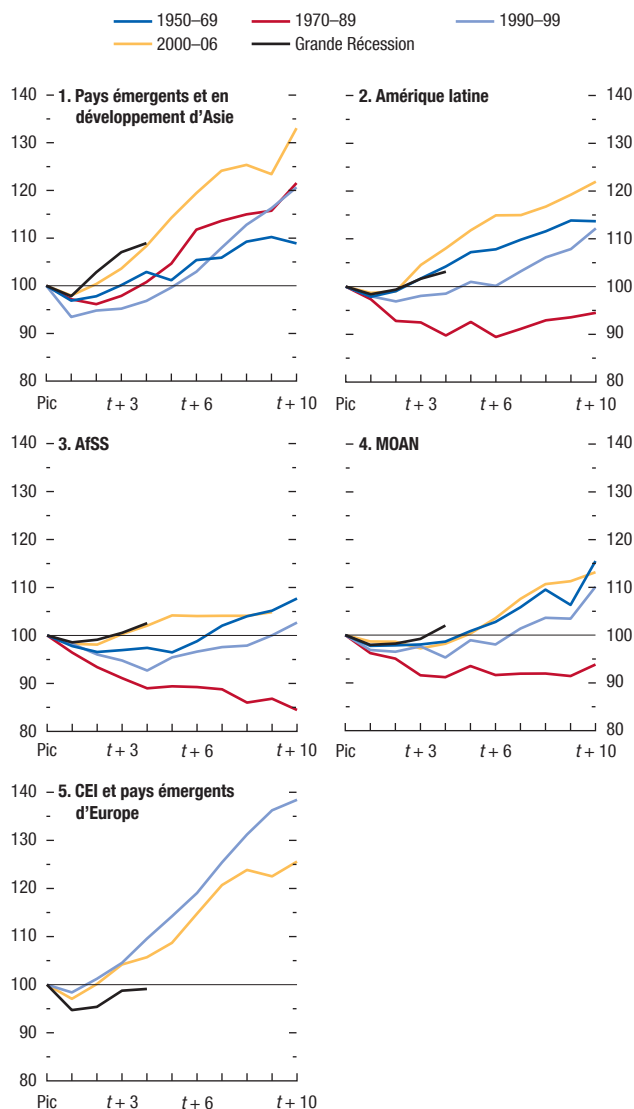 1950–69 1970–89 1990–99
2000–06 Grande Récession
1. Pays émergents et en
développement d'Asie
140
130
120
110
100
90
80
Pic t + 3 t + 6 t + 10
2. Amérique latine
140
130
120
110
100
90
80
Pic t + 3 t + 6 t + 10
3. AfSS
140
130
120
110
100
90
80
Pic t + 3 t + 6 t + 10
4. MOAN
140
130
120
110
100
90
80
Pic t + 3 t + 6 t + 10
5. CEI et pays émergents
d'Europe
140
130
120
110
100
90
80
Pic t + 3 t + 6 t + 10